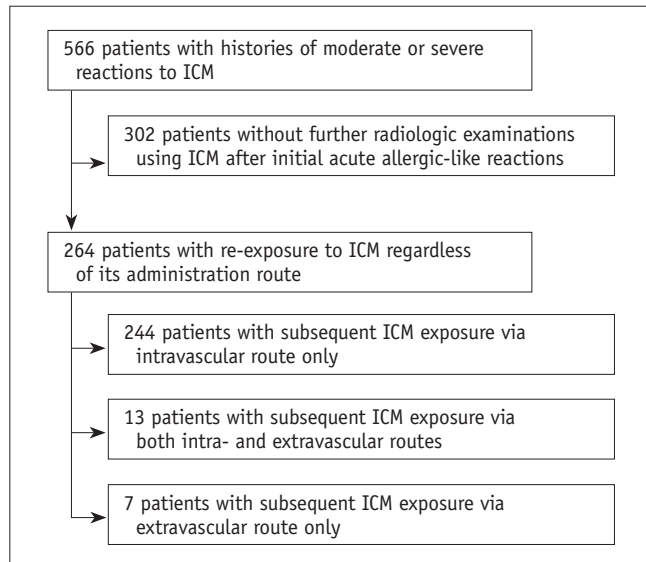 566 patients with histories of moderate or severe
reactions to ICM
302 patients without further radiologic examinations
using ICM after initial acute allergic-like reactions
264 patients with re-exposure to ICM regardless
of its administration route
244 patients with subsequent ICM exposure via
intravascular route only
13 patients with subsequent ICM exposure via
both intra- and extravascular routes
7 patients with subsequent ICM exposure via
extravascular route only